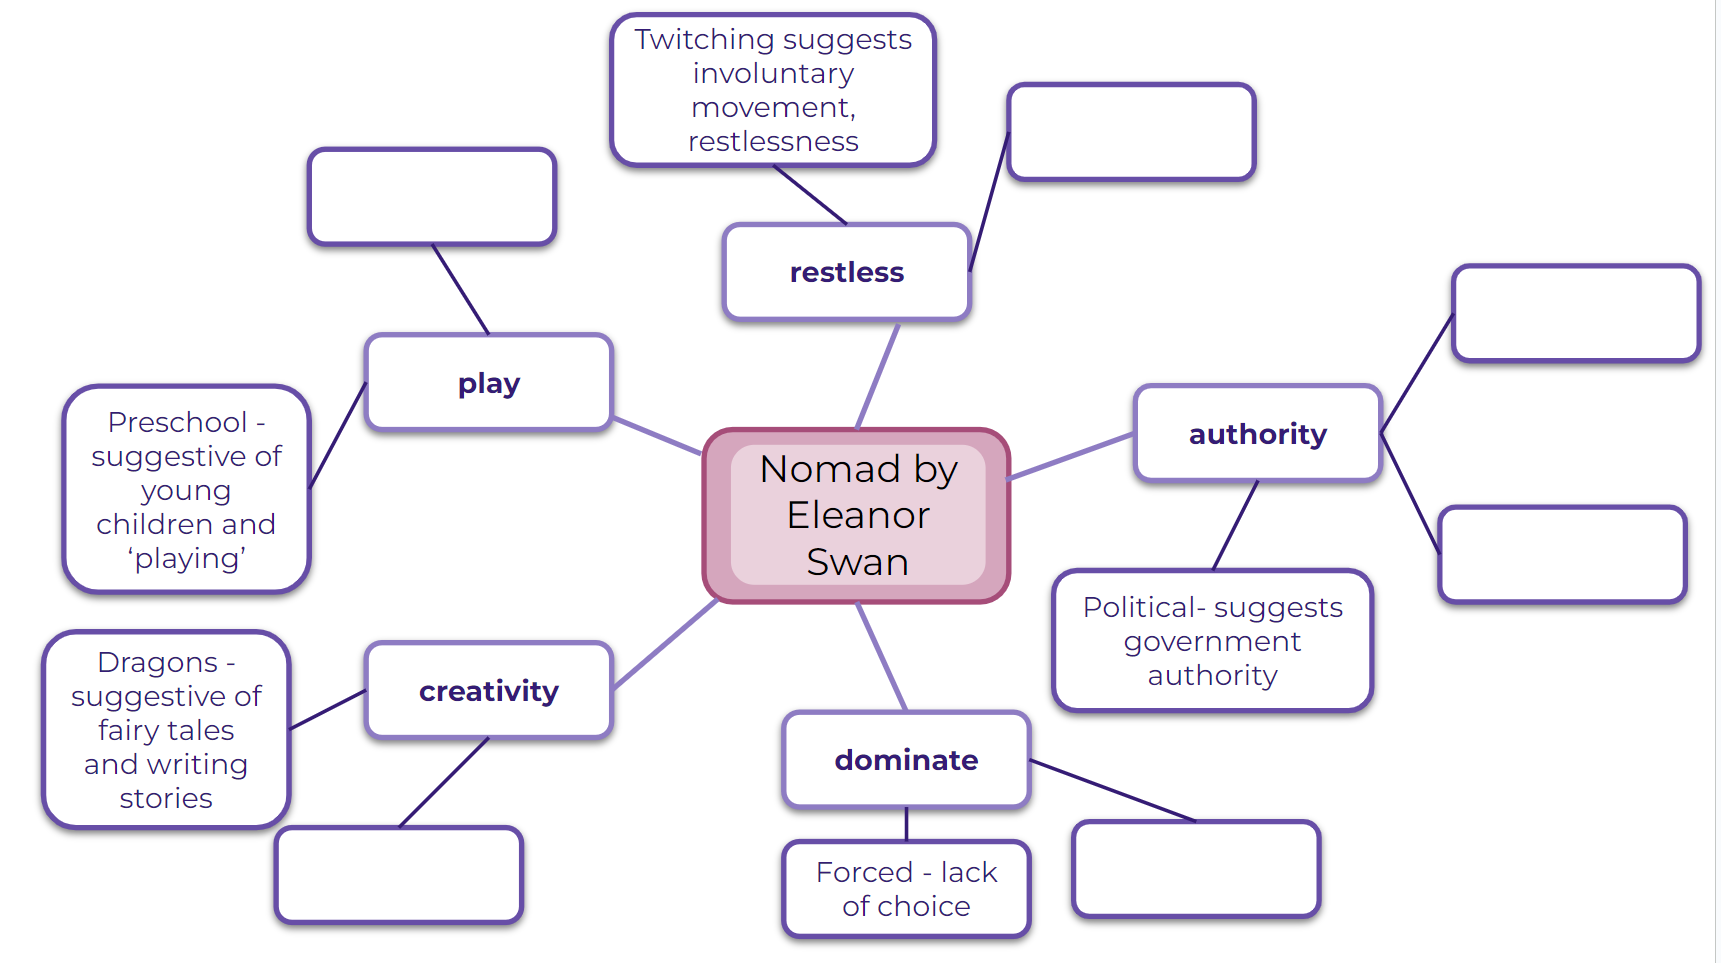 Twitching suggests
involuntary
movement,
restlessness
restless
play
Preschool -
suggestive of
young
children and
‘playing’
authority
Nomad by
Eleanor
Swan
Political- suggests
government
authority
Dragons -
suggestive of
fairy tales
and writing
stories
creativity
dominate
Forced - lack
of choice